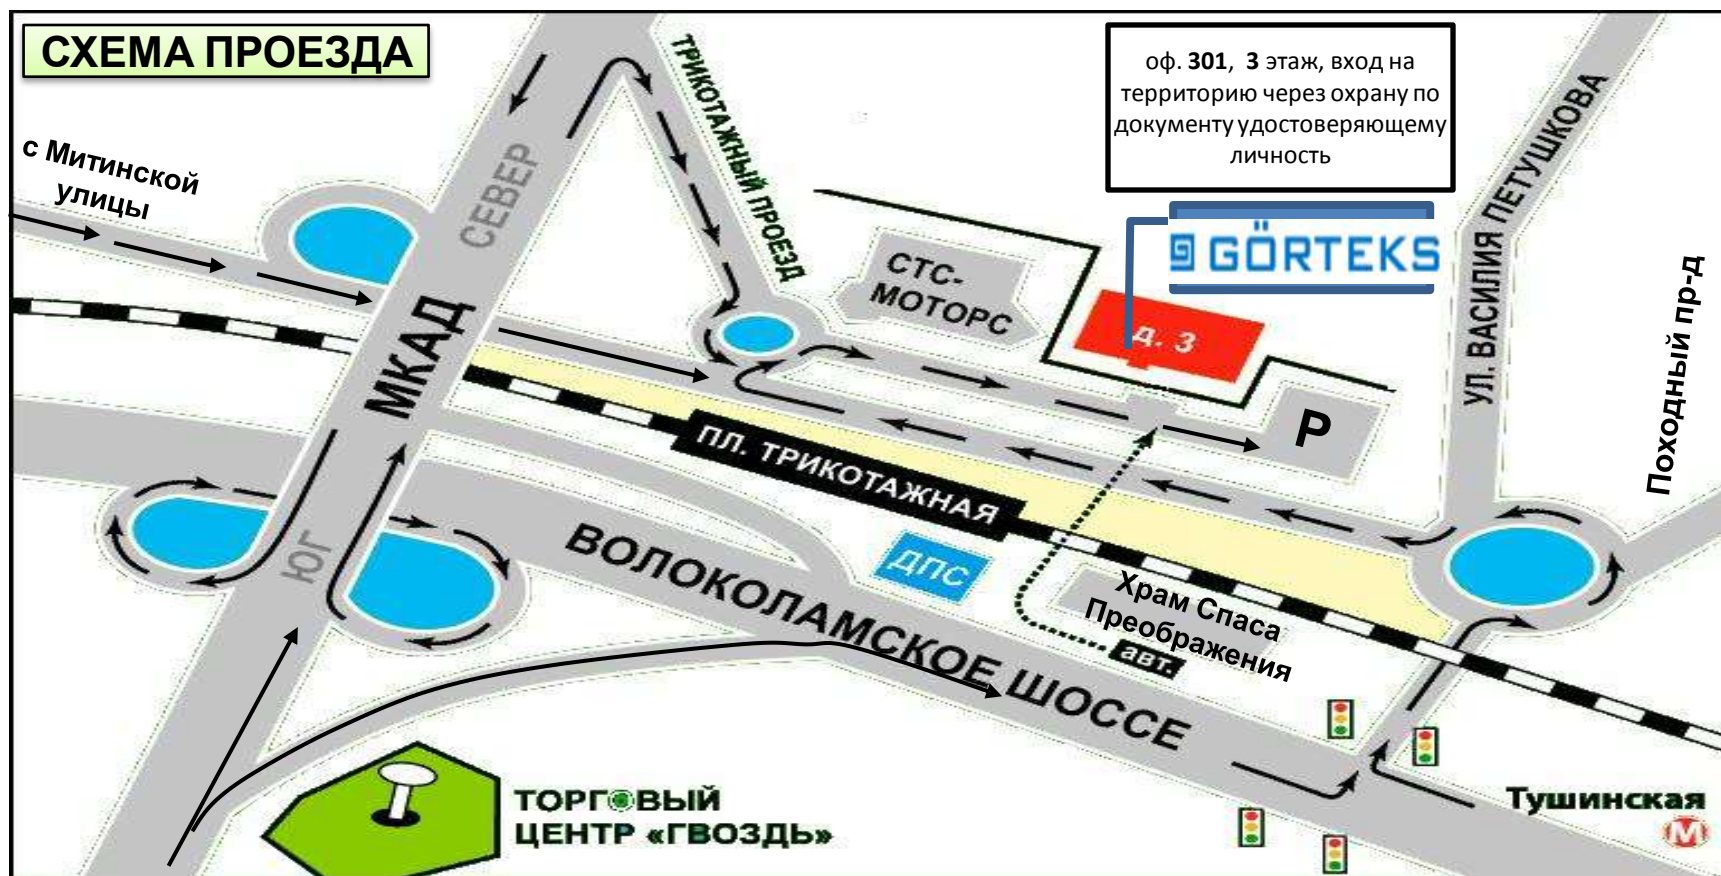 СХЕМА ПРОЕЗДА
оф. 301, 3 этаж, вход на
территорию через охрану по
документу удостоверяющему
личность
с Митинской
улицы
СЕВЕР
МКАД
ЮГ
ТРИКОТАЖНЫЙ ПРОЕЗД
СТС-
МОТОРС
GÖRTEKS
д. 3
P
УЛ. ВАСИЛИЯ ПЕТУШКОВА
Походный пр-д
ПЛ. ТРИКОТАЖНАЯ
ДПС
ВОЛОКОЛАМСКОЕ ШОССЕ
Храм Спаса
Преображения
авт.
ТОРГОВЫЙ
ЦЕНТР «ГВОЗДЬ»
Тушинская
М